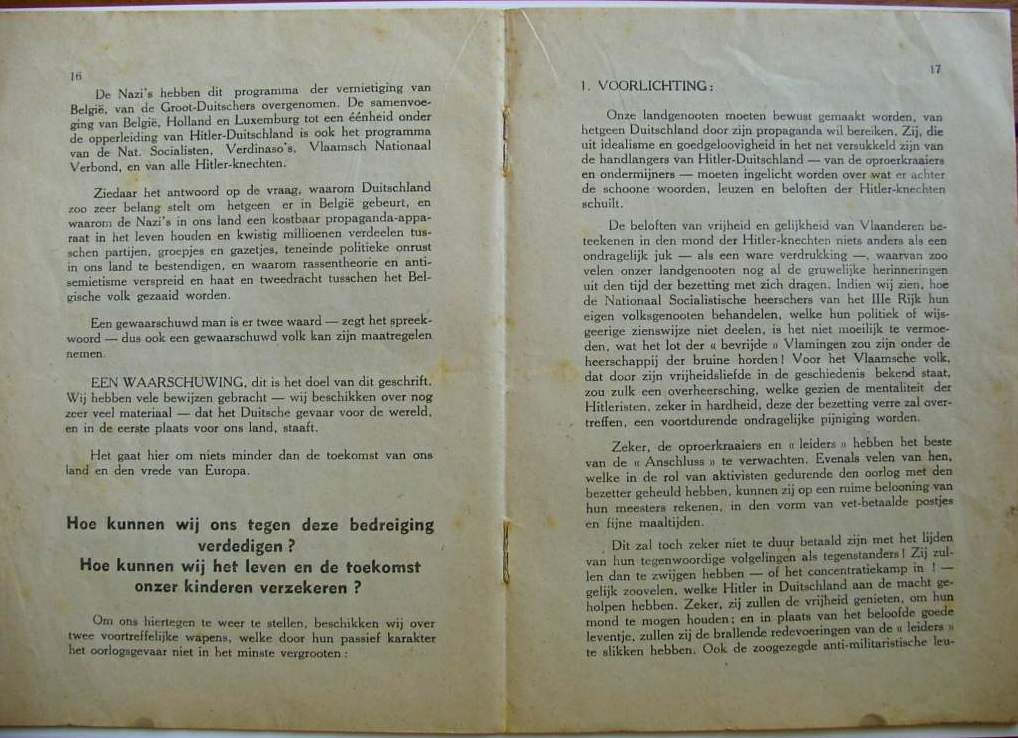 16
De Nazi's hebben dit programma der vernietiging van
België, van de Groot-Duitschers overgenomen. De samenvoe-
ging van België, Holland en Luxemburg tot een éénheid onder
de opperleiding van Hitler-Duitschland is ook het programma
van de Nat. Socialisten, Verdinaso's, Vlaamsch Nationaal
Verbond, en van alle Hitler-knechten.
Ziedaar het antwoord op de vraag, waarom Duitschland
zoo zeer belang stelt om hetgeen er in België gebeurt, en
waarom de Nazi's in ons land een kostbaar propaganda-appa-
raat in het leven houden en kwistig millioenen verdeelen tus-
schen partijen, groepjes en gazetjes, teneinde politieke onrust
in ons land te bestendigen, en waarom rassentheorie en anti-
semietisme verspreid en haat en tweedracht tusschen het Bel-
gische volk gezaaid worden.
Een gewaarschuwd man is er twee waard — zegt het spreek-
woord — dus ook een gewaarschuwd volk kan zijn maatregelen
nemen.
EEN WAARSCHUWING, dit is het doel van dit geschrift.
Wij hebben vele bewijzen gebracht — wij beschikken over nog
zeer veel materiaal — dat het Duitsche gevaar voor de wereld,
en in de eerste plaats voor ons land, staaft.
Het gaat hier om niets minder dan de toekomst van ons
land en den vrede van Europa.
Hoe kunnen wij ons tegen deze bedreiging
verdedigen ?
Hoe kunnen wij het leven en de toekomst
onzer kinderen verzekeren ?
Om ons hiertegen te weer te stellen, beschikken wij over
twee voortreffelijke wapens, welke door hun passief karakter
het oorlogsgevaar niet in het minste vergrooten :
17
1. VOORLICHTING :
Onze landgenooten moeten bewust gemaakt worden, van
hetgeen Duitschland door zijn propaganda wil bereiken. Zij, die
uit idealisme en goedgeloovigheid in het net versukkeld zijn van
de handlangers van Hitler-Duitschland — van de oproerkraaiers
en ondermijners — moeten ingelicht worden over wat er achter
de schoone woorden, leuzen en beloften der Hitler-knechten
schuilt.
De beloften van vrijheid en gelijkheid van Vlaanderen be-
teekenen in den mond der Hitler-knechten niets anders als een
ondragelijk juk — als een ware verdrukking —, waarvan zoo
velen onzer landgenooten nog al de gruwelijke herinneringen
uit den tijd der bezetting met zich dragen. Indien wij zien, hoe
de Nationaal Socialistische heerschers van het IIIe Rijk hun
eigen volksgenooten behandelen, welke hun politiek of wijs-
geerige zienswijze niet deelen, is het niet moeilijk te vermoe-
den, wat het lot der « bevrijde » Vlamingen zou zijn onder de
heerschappij der bruine horden ! Voor het Vlaamsche volk,
dat door zijn vrijheidsliefde in de geschiedenis bekend staat,
zou zulk een overheersching, welke gezien de mentaliteit der
Hitleristen, zeker in hardheid, deze der bezetting verre zal over-
treffen, een voortdurende ondragelijke pijniging worden.
Zeker, de oproerkraaiers en « leiders » hebben het beste
van de « Anschluss » te verwachten. Evenals velen van hen,
welke in de rol van aktivisten gedurende den oorlog met den
bezetter geheuld hebben, kunnen zij op een ruime belooning van
hun meesters rekenen, in den vorm van vet-betaalde postjes
en fijne maaltijden.
Dit zal toch zeker niet te duur betaald zijn met het lijden
van hun tegenwoordige volgelingen als tegenstanders ! Zij zul-
len dan te zwijgen hebben — of het concentratiekamp in ! —
gelijk zoovelen, welke Hitler in Duitschland aan de macht ge-
holpen hebben. Zeker, zij zullen de vrijheid genieten, om hun
mond te mogen houden ; en in plaats van het beloofde goede
leventje, zullen zij de brallende redevoeringen van de « leiders »
te slikken hebben. Ook de zoogezegde anti-militaristische leu-